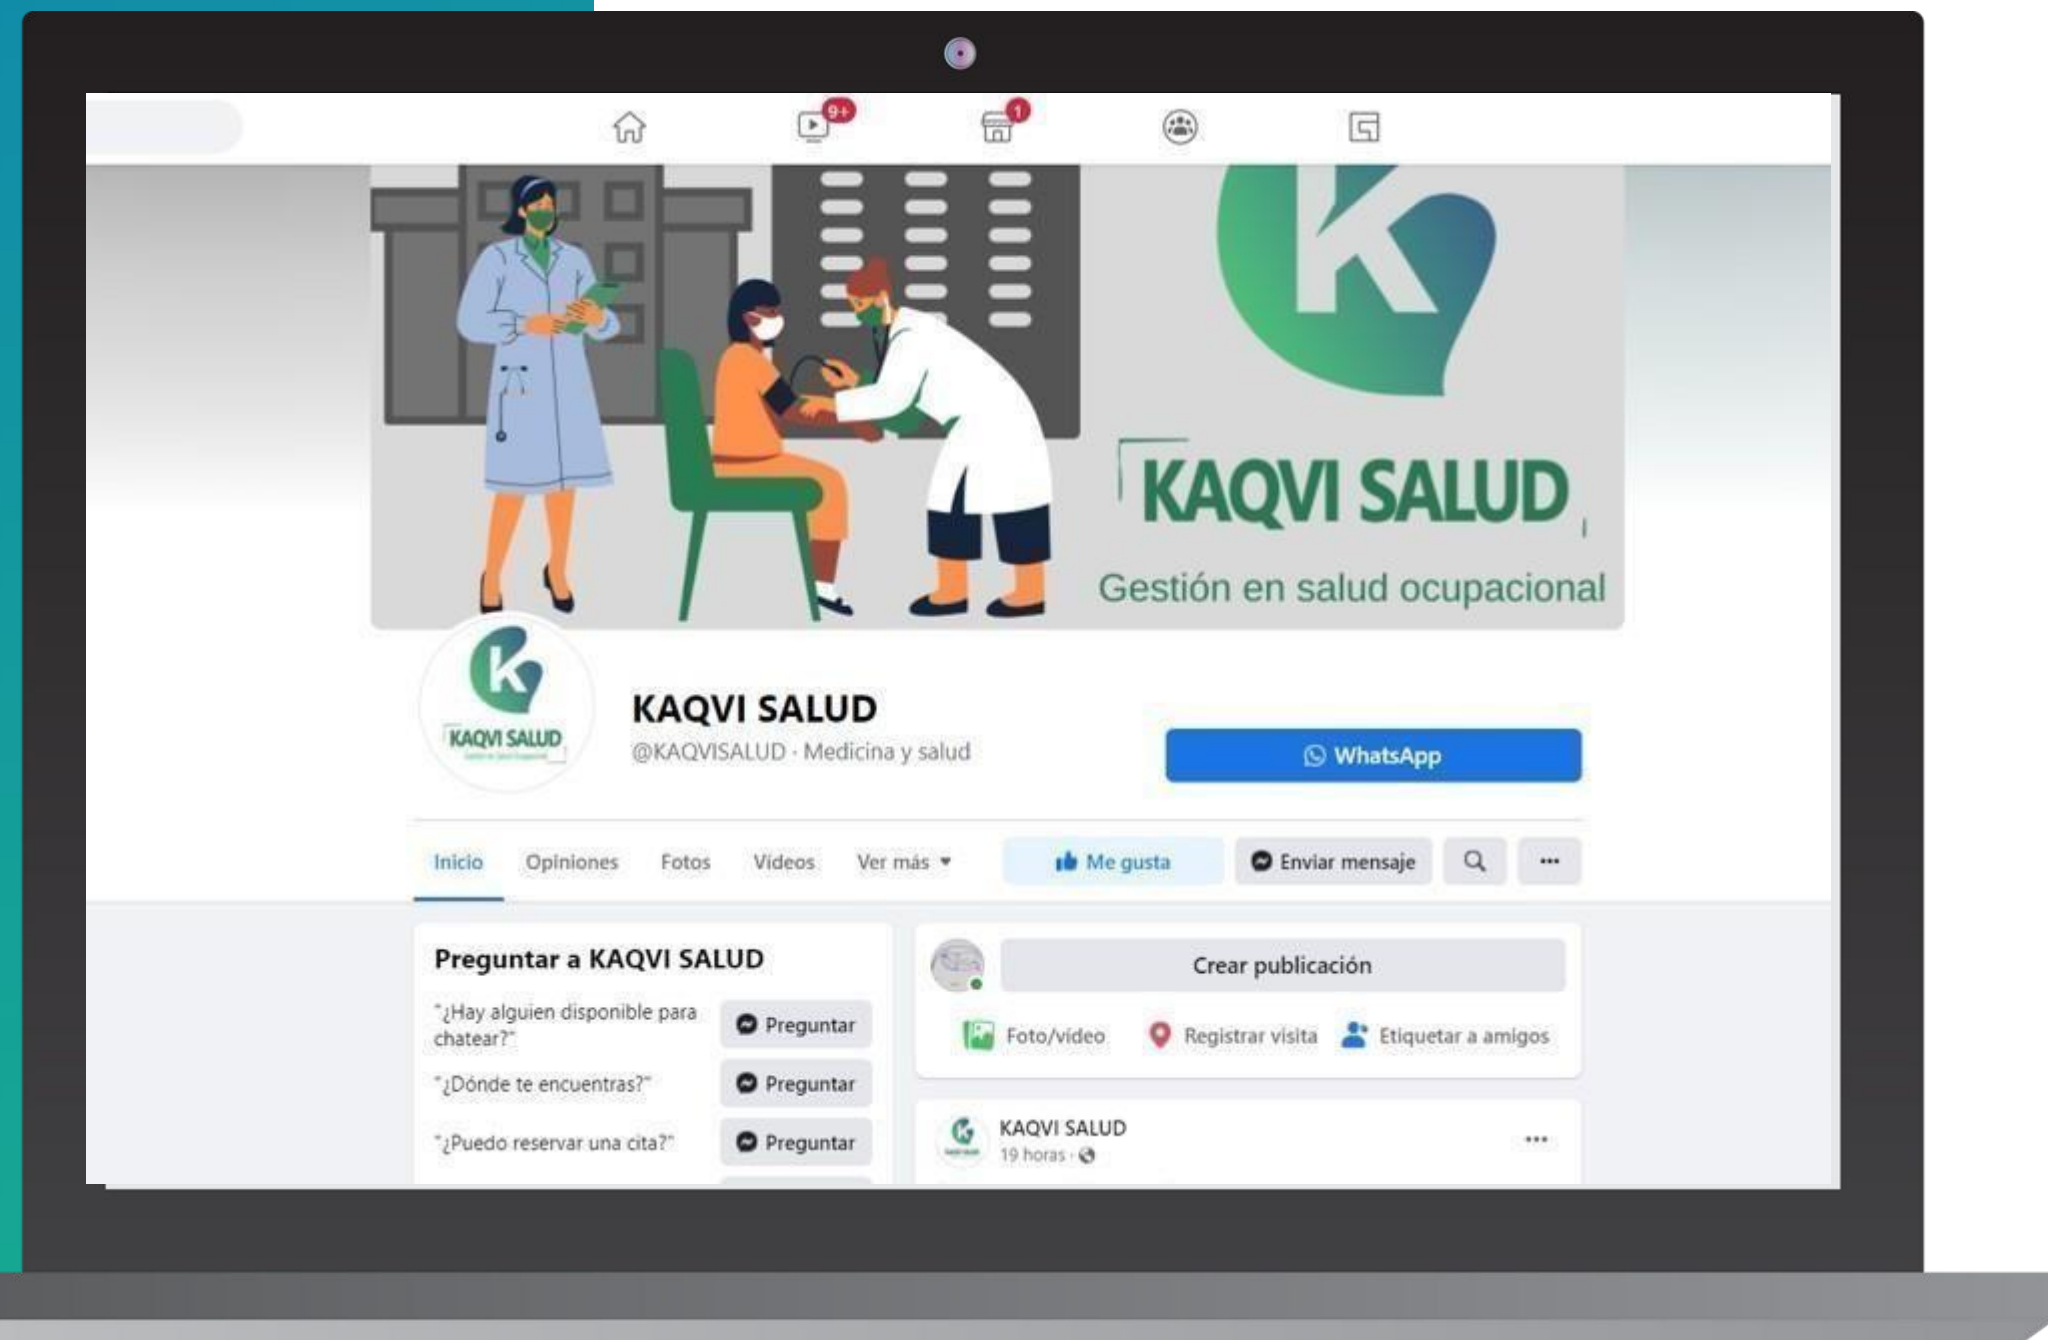 9+
1
K
KAQVI SALUD
Gestión en salud ocupacional
K
KAQVI SALUD
KAQVI SALUD
@KAQVISALUD · Medicina y salud
WhatsApp
Inicio Opiniones Fotos Vídeos Ver más Me gusta Enviar mensaje ...
Preguntar a KAQVI SALUD
"¿Hay alguien disponible para
chatear?"
Preguntar
"¿Dónde te encuentras?" Preguntar
"¿Puedo reservar una cita?" Preguntar
Crear publicación
Foto/vídeo Registrar visita Etiquetar a amigos
K
KAQVI SALUD
...
19 horas ·